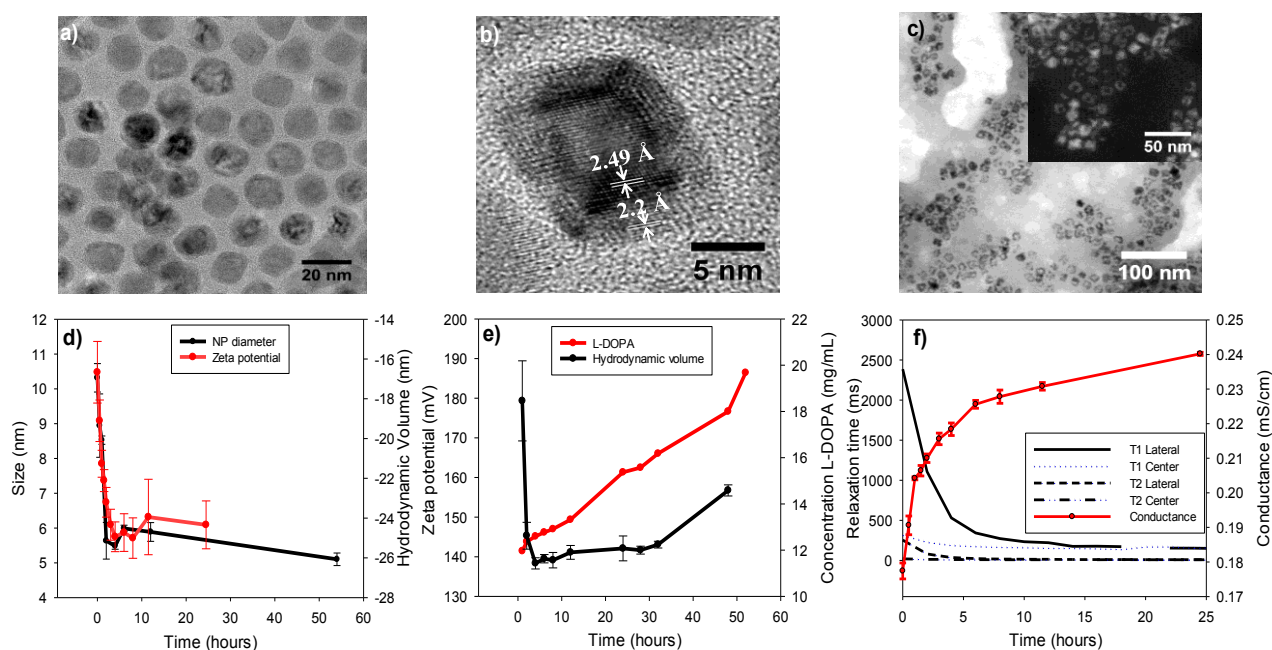 a)
20 nm
b)
2.49 Å
2.2 Å
5 nm
c)
50 nm
100 nm
d)
NP diameter
Zeta potential
12
11
10
9
8
7
6
5
4
Size
(nm)
-14
-16
-18
-20
-22
-24
-26
-28
Hydrodynamic Volume (nm)
0 10 20 30 40 50 60
Time (hours)
e)
L-DOPA
Hydrodynamic volume
200
190
180
170
160
150
140
130
Zeta potential (mV)
22
20
18
16
14
12
10
Concentration L-DOPA (mg/mL)
0 10 20 30 40 50 60
Time (hours)
f)
T1 Lateral
T1 Center
T2 Lateral
T2 Center
Conductance
3000
2500
2000
1500
1000
500
0
Relaxation time (ms)
0.25
0.24
0.23
0.22
0.21
0.20
0.19
0.18
0.17
Conductance (mS/cm)
0 5 10 15 20 25
Time (hours)